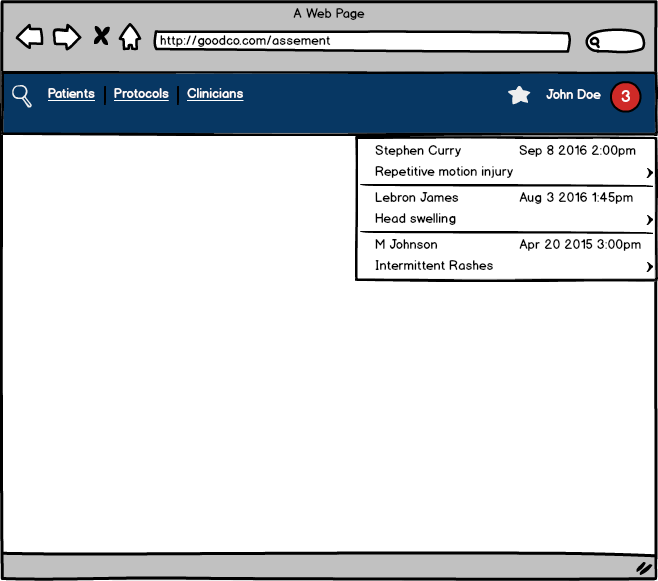 A Web Page
http://goodco.com/assement
Patients Protocols Clinicians John Doe 3
Stephen Curry Sep 8 2016 2:00pm
Repetitive motion injury
Lebron James Aug 3 2016 1:45pm
Head swelling
M Johnson Apr 20 2015 3:00pm
Intermittent Rashes